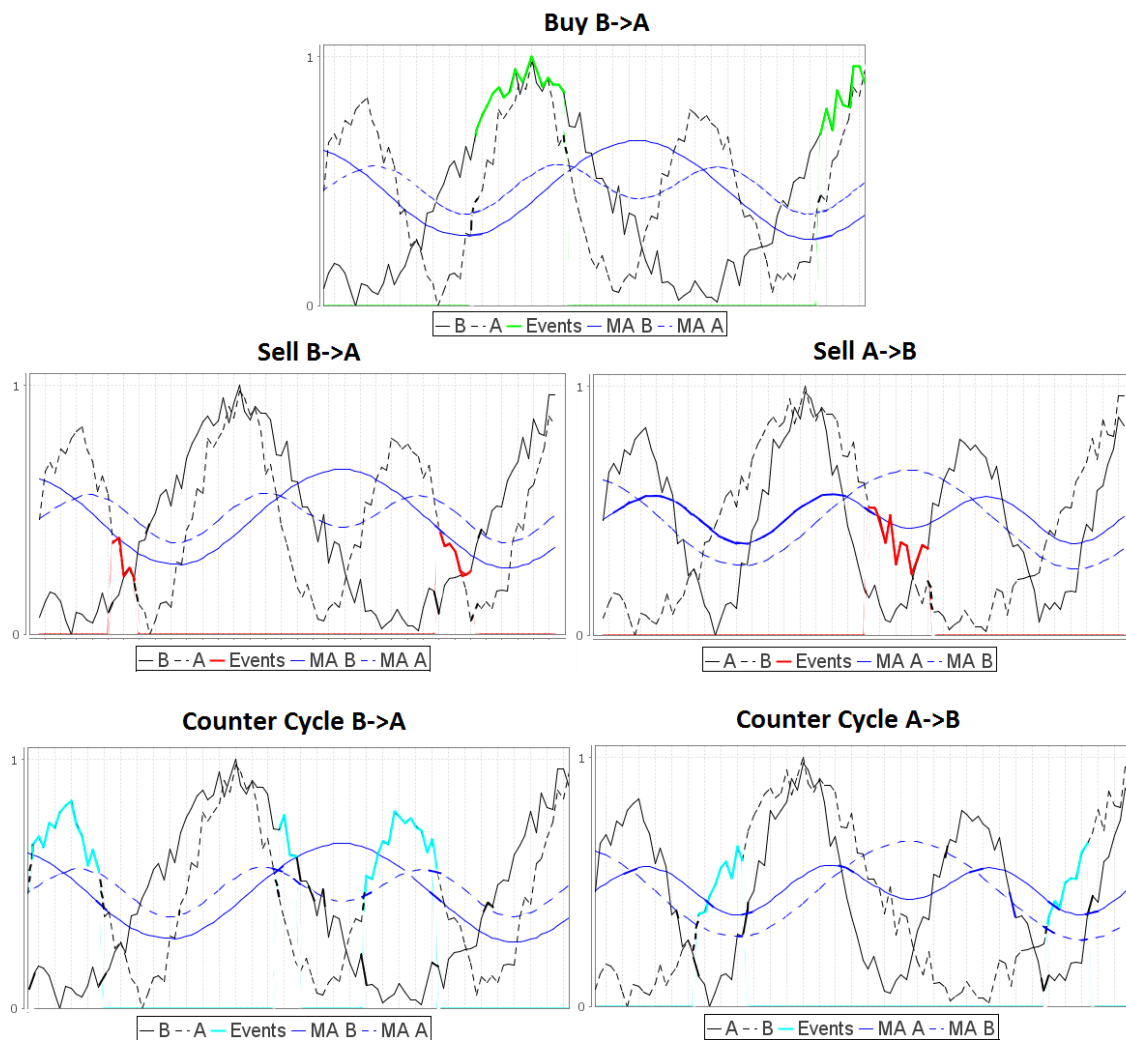 Buy B->A
1
0
B A Events MA B MA A
Sell B->A
Sell A->B
1
0
B A Events MA B MA A
1
0
A B Events MA A MA B
Counter Cycle B->A
Counter Cycle A->B
1
0
B A Events MA B MA A
1
0
A B Events MA A MA B